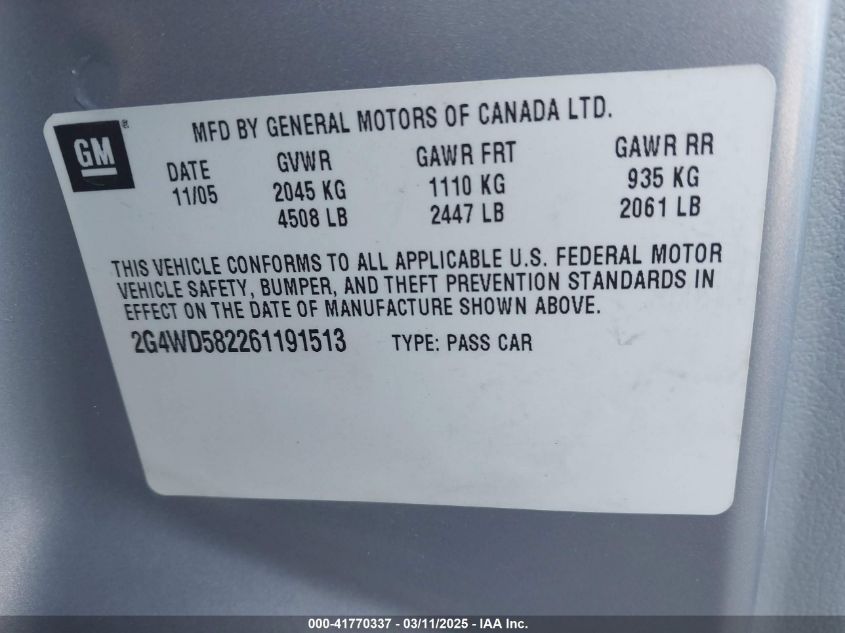 MFD BY GENERAL MOTORS OF CANADA LTD.
GM®
DATE GVWR GAWR FRT GAWR RR
11/05 2045 KG 1110 KG 935 KG
4508 LB 2447 LB 2061 LB
THIS VEHICLE CONFORMS TO ALL APPLICABLE U.S. FEDERAL MOTOR
VEHICLE SAFETY, BUMPER, AND THEFT PREVENTION STANDARDS IN
EFFECT ON THE DATE OF MANUFACTURE SHOWN ABOVE.
2G4WD582261191513 TYPE: PASS CAR
000-41770337 - 03/11/2025 - IAA Inc.